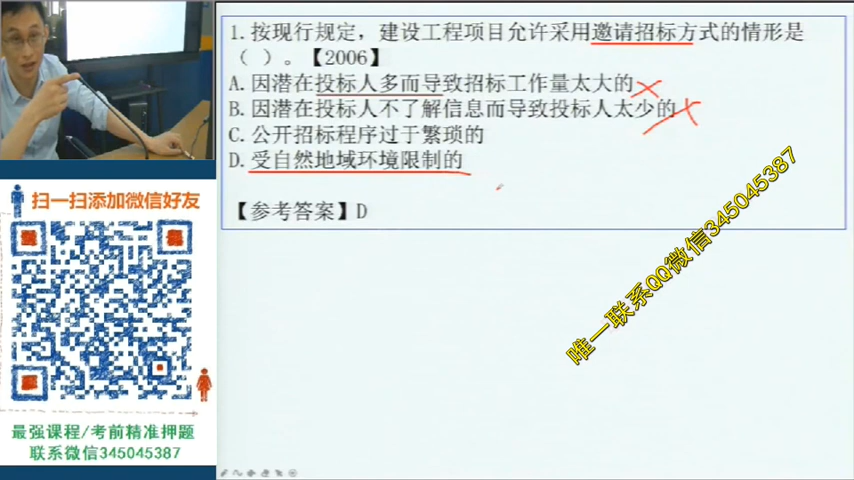 1.按现行规定，建设工程项目允许采用邀请招标方式的情形是
（ ）。【2006】
A.因潜在投标人多而导致招标工作量太大的
B.因潜在投标人不了解信息而导致投标人太少的
C.公开招标程序过于繁琐的
D.受自然地域环境限制的
【参考答案】D
扫一扫添加微信好友
最强课程/考前精准押题
联系微信345045387
唯一联系QQ微信345045387